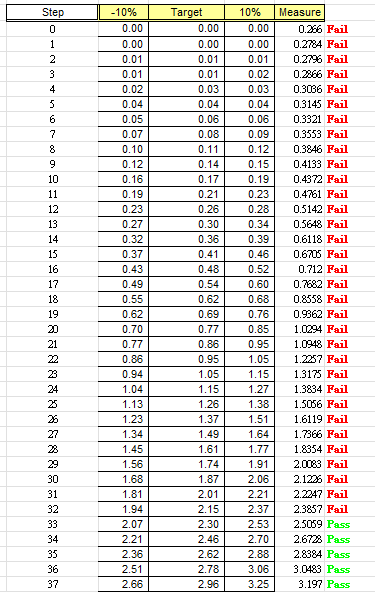 Step -10% Target 10% Measure
0 0.00 0.00 0.00 0.266 Fail
1 0.00 0.00 0.00 0.2784 Fail
2 0.01 0.01 0.01 0.2796 Fail
3 0.01 0.01 0.02 0.2866 Fail
4 0.02 0.03 0.03 0.3036 Fail
5 0.04 0.04 0.04 0.3145 Fail
6 0.05 0.06 0.06 0.3321 Fail
7 0.07 0.08 0.09 0.3553 Fail
8 0.10 0.11 0.12 0.3846 Fail
9 0.12 0.14 0.15 0.4133 Fail
10 0.16 0.17 0.19 0.4372 Fail
11 0.19 0.21 0.23 0.4761 Fail
12 0.23 0.26 0.28 0.5142 Fail
13 0.27 0.30 0.34 0.5648 Fail
14 0.32 0.36 0.39 0.6118 Fail
15 0.37 0.41 0.46 0.6705 Fail
16 0.43 0.48 0.52 0.712 Fail
17 0.49 0.54 0.60 0.7682 Fail
18 0.55 0.62 0.68 0.8558 Fail
19 0.62 0.69 0.76 0.9362 Fail
20 0.70 0.77 0.85 1.0294 Fail
21 0.77 0.86 0.95 1.0948 Fail
22 0.86 0.95 1.05 1.2257 Fail
23 0.94 1.05 1.15 1.3175 Fail
24 1.04 1.15 1.27 1.3834 Fail
25 1.13 1.26 1.38 1.5056 Fail
26 1.23 1.37 1.51 1.6119 Fail
27 1.34 1.49 1.64 1.7366 Fail
28 1.45 1.61 1.77 1.8354 Fail
29 1.56 1.74 1.91 2.0083 Fail
30 1.68 1.87 2.06 2.1226 Fail
31 1.81 2.01 2.21 2.2247 Fail
32 1.94 2.15 2.37 2.3857 Fail
33 2.07 2.30 2.53 2.5059 Pass
34 2.21 2.46 2.70 2.6728 Pass
35 2.36 2.62 2.88 2.8384 Pass
36 2.51 2.78 3.06 3.0483 Pass
37 2.66 2.96 3.25 3.197 Pass